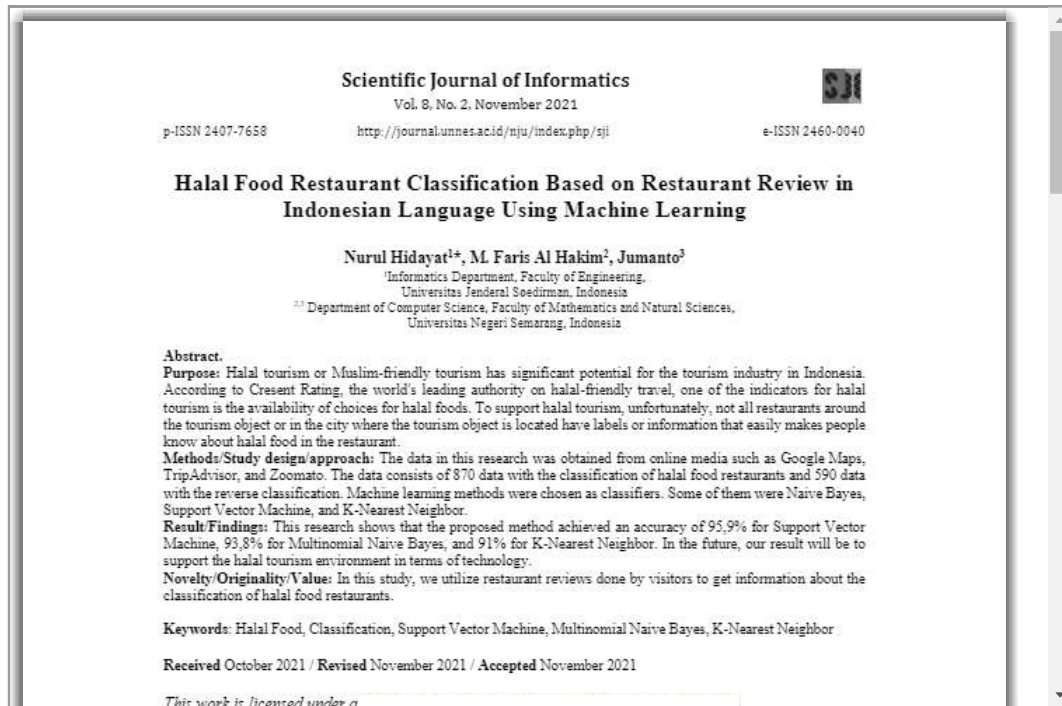 Scientific Journal of Informatics
SJI
Vol. 8, No. 2, November 2021
p-ISSN 2407-7658 http://journal.unnes.ac.id/nju/index.php/sji e-ISSN 2460-0040
Halal Food Restaurant Classification Based on Restaurant Review in
Indonesian Language Using Machine Learning
Nurul Hidayat1*, M. Faris Al Hakim2, Jumanto3
1Informatics Department, Faculty of Engineering,
Universitas Jenderal Soedirman, Indonesia
2,3 Department of Computer Science, Faculty of Mathematics and Natural Sciences,
Universitas Negeri Semarang, Indonesia
Abstract.
Purpose: Halal tourism or Muslim-friendly tourism has significant potential for the tourism industry in Indonesia.
According to Cresent Rating, the world's leading authority on halal-friendly travel, one of the indicators for halal
tourism is the availability of choices for halal foods. To support halal tourism, unfortunately, not all restaurants around
the tourism object or in the city where the tourism object is located have labels or information that easily makes people
know about halal food in the restaurant.
Methods/Study design/approach: The data in this research was obtained from online media such as Google Maps,
TripAdvisor, and Zoomato. The data consists of 870 data with the classification of halal food restaurants and 590 data
with the reverse classification. Machine learning methods were chosen as classifiers. Some of them were Naive Bayes,
Support Vector Machine, and K-Nearest Neighbor.
Result/Findings: This research shows that the proposed method achieved an accuracy of 95,9% for Support Vector
Machine, 93,8% for Multinomial Naive Bayes, and 91% for K-Nearest Neighbor. In the future, our result will be to
support the halal tourism environment in terms of technology.
Novelty/Originality/Value: In this study, we utilize restaurant reviews done by visitors to get information about the
classification of halal food restaurants.
Keywords: Halal Food, Classification, Support Vector Machine, Multinomial Naive Bayes, K-Nearest Neighbor
Received October 2021 / Revised November 2021 / Accepted November 2021
This work is licensed under a